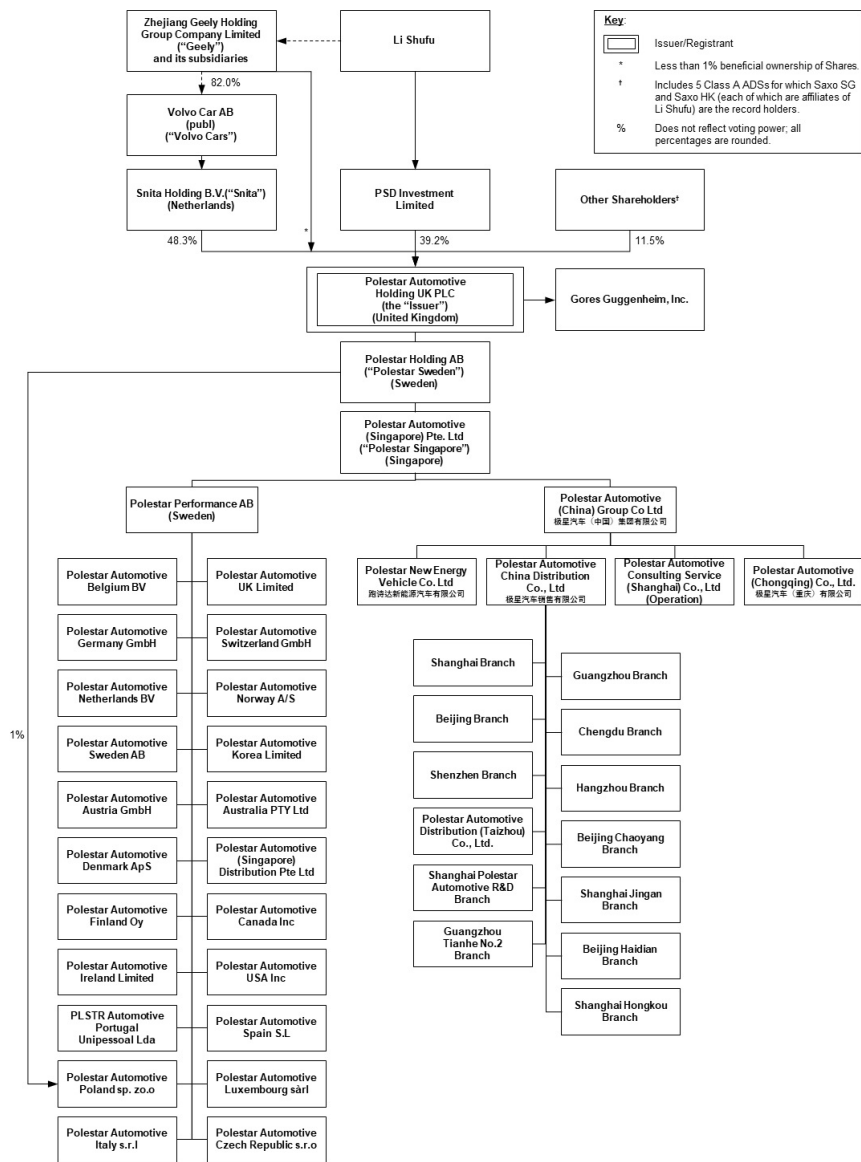 Zhejiang Geely Holding
Group Company Limited
(“Geely”)
and its subsidiaries
Li Shufu
Key:
Issuer/Registrant
* Less than 1% beneficial ownership of Shares.
† Includes 5 Class A ADSs for which Saxo SG
and Saxo HK (each of which are affiliates of
Li Shufu) are the record holders.
% Does not reflect voting power; all
percentages are rounded.
82.0%
Volvo Car AB
(publ)
(“Volvo Cars”)
Snita Holding B.V.(“Snita”)
(Netherlands)
PSD Investment
Limited
Other Shareholders†
48.3%
*
39.2%
11.5%
Polestar Automotive
Holding UK PLC
(the “Issuer”)
(United Kingdom)
Gores Guggenheim, Inc.
Polestar Holding AB
(“Polestar Sweden”)
(Sweden)
Polestar Automotive
(Singapore) Pte. Ltd
(“Polestar Singapore”)
(Singapore)
Polestar Performance AB
(Sweden)
Polestar Automotive
(China) Group Co Ltd
极星汽车（中国）集团有限公司
Polestar New Energy
Vehicle Co. Ltd
跑诗达新能源汽车有限公司
Polestar Automotive
China Distribution
Co., Ltd
极星汽车销售有限公司
Polestar Automotive
Consulting Service
(Shanghai) Co., Ltd
(Operation)
Polestar Automotive
(Chongqing) Co., Ltd.
极星汽车（重庆）有限公司
Polestar Automotive
Belgium BV
Polestar Automotive
UK Limited
Polestar Automotive
Germany GmbH
Polestar Automotive
Switzerland GmbH
Polestar Automotive
Netherlands BV
Polestar Automotive
Norway A/S
Polestar Automotive
Sweden AB
Polestar Automotive
Korea Limited
Polestar Automotive
Austria GmbH
Polestar Automotive
Australia PTY Ltd
Polestar Automotive
Denmark ApS
Polestar Automotive
(Singapore)
Distribution Pte Ltd
Polestar Automotive
Finland Oy
Polestar Automotive
Canada Inc
Polestar Automotive
Ireland Limited
Polestar Automotive
USA Inc
PLSTR Automotive
Portugal
Unipessoal Lda
Polestar Automotive
Spain S.L
Polestar Automotive
Poland sp. zo.o
Polestar Automotive
Luxembourg sàrl
Polestar Automotive
Italy s.r.l
Polestar Automotive
Czech Republic s.r.o
1%
Shanghai Branch
Guangzhou Branch
Beijing Branch
Chengdu Branch
Shenzhen Branch
Hangzhou Branch
Polestar Automotive
Distribution (Taizhou)
Co., Ltd.
Beijing Chaoyang
Branch
Shanghai Polestar
Automotive R&D
Branch
Shanghai Jingan
Branch
Guangzhou
Tianhe No.2
Branch
Beijing Haidian
Branch
Shanghai Hongkou
Branch